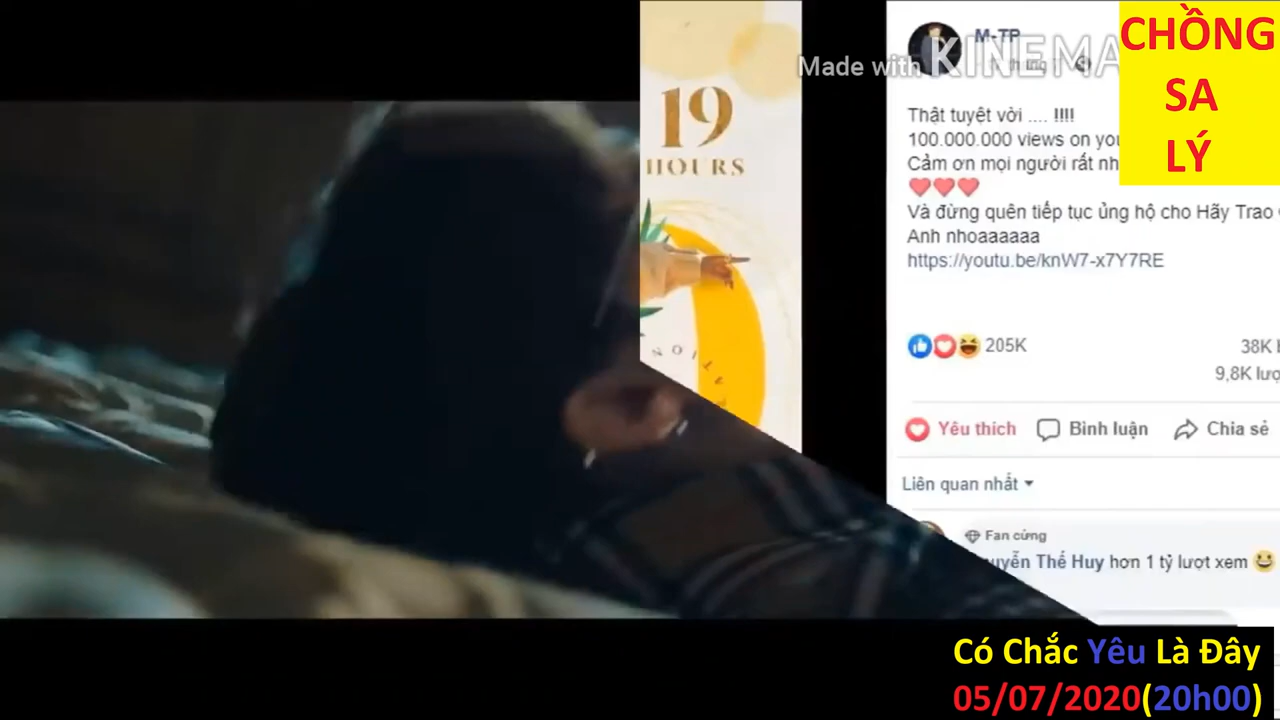 19
HOURS
Made with KINEMA
M-TP
CHỒNG
SA
LÝ
Thật tuyệt vời .... !!!!
100.000.000 views on you
Cảm ơn mọi người rất nh
Và đừng quên tiếp tục ủng hộ cho Hãy Trao
Anh nhoaaaaaa
https://youtu.be/knW7-x7Y7RE
205K
38K
9,8K lượ
Yêu thích
Bình luận
Chia sẻ
Liên quan nhất
Fan cứng
uyễn Thế Huy hơn 1 tỷ lượt xem
Có Chắc Yêu Là Đây
05/07/2020(20h00)